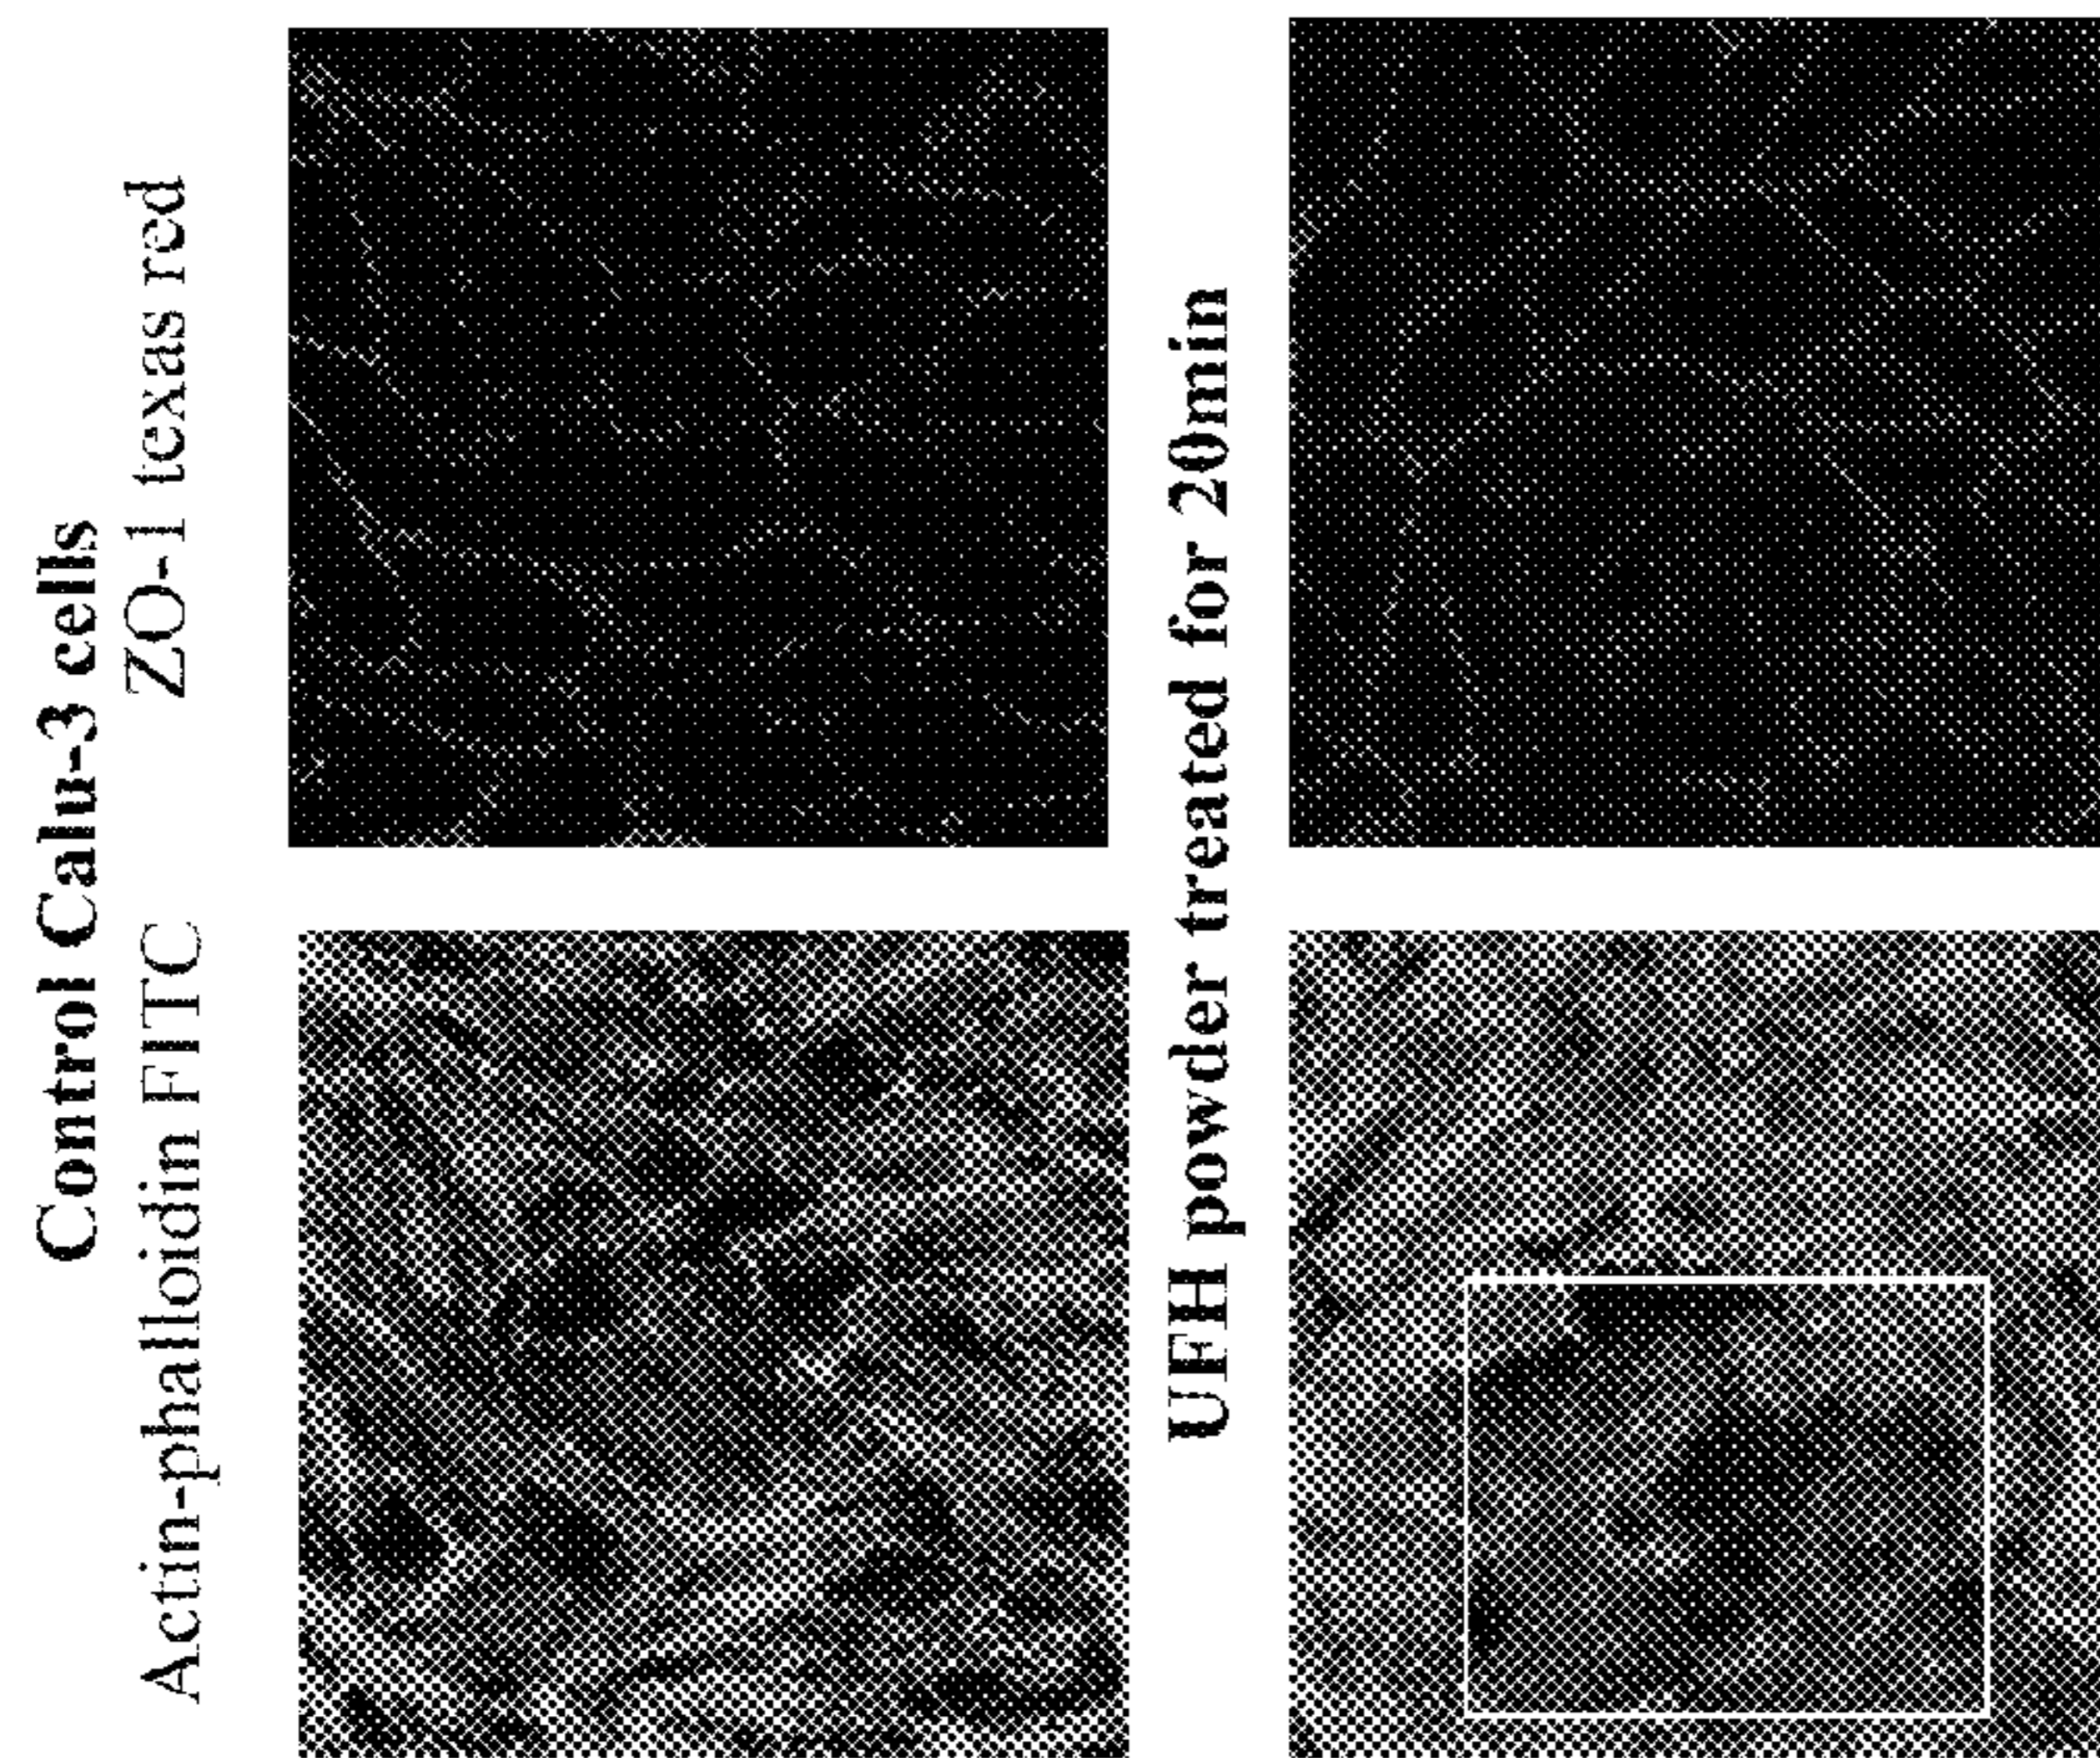 Control Calu-3 cells
Actin-phalloidin FITC ZO-1 texas red
UFH powder treated for 20min